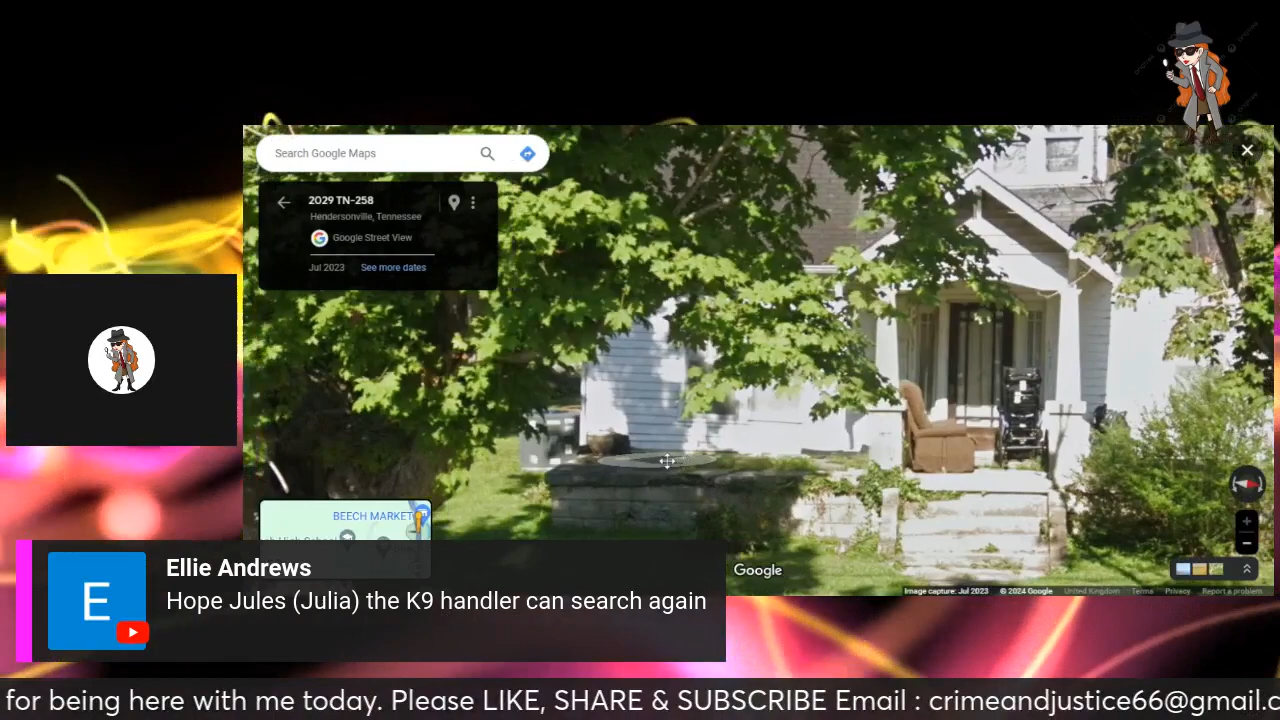 Search Google Maps
2029 TN-258
Hendersonville, Tennessee
Google Street View
Jul 2023 See more dates
BEECH MARKET
h High School
Google
Image capture: Jul 2023 © 2024 Google United Kingdom Terms Privacy Report a problem
E
Ellie Andrews
Hope Jules (Julia) the K9 handler can search again
for being here with me today. Please LIKE, SHARE & SUBSCRIBE Email : crimeandjustice66@gmail.c